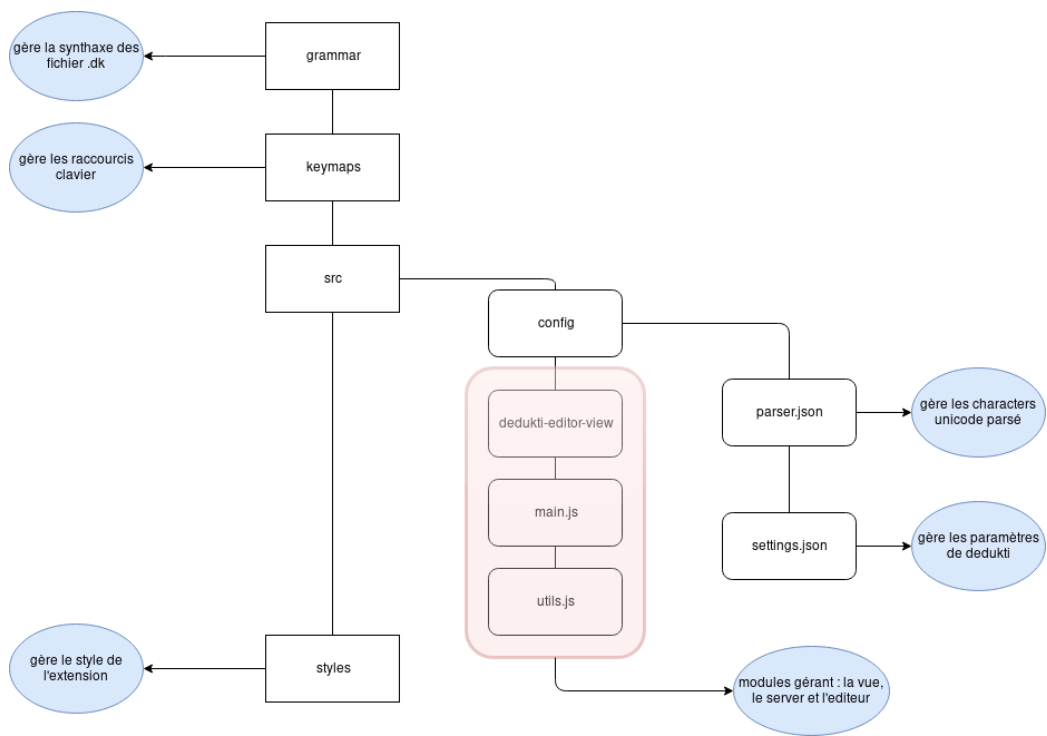 gère la synthaxe des
fichier .dk
grammar
gère les raccourcis
clavier
keymaps
src
config
dedukti-editor-view
main.js
utils.js
parser.json
gère les characters
unicode parsé
settings.json
gère les paramètres
de dedukti
gère le style de
l'extension
styles
modules gérant : la vue,
le server et l'editeur